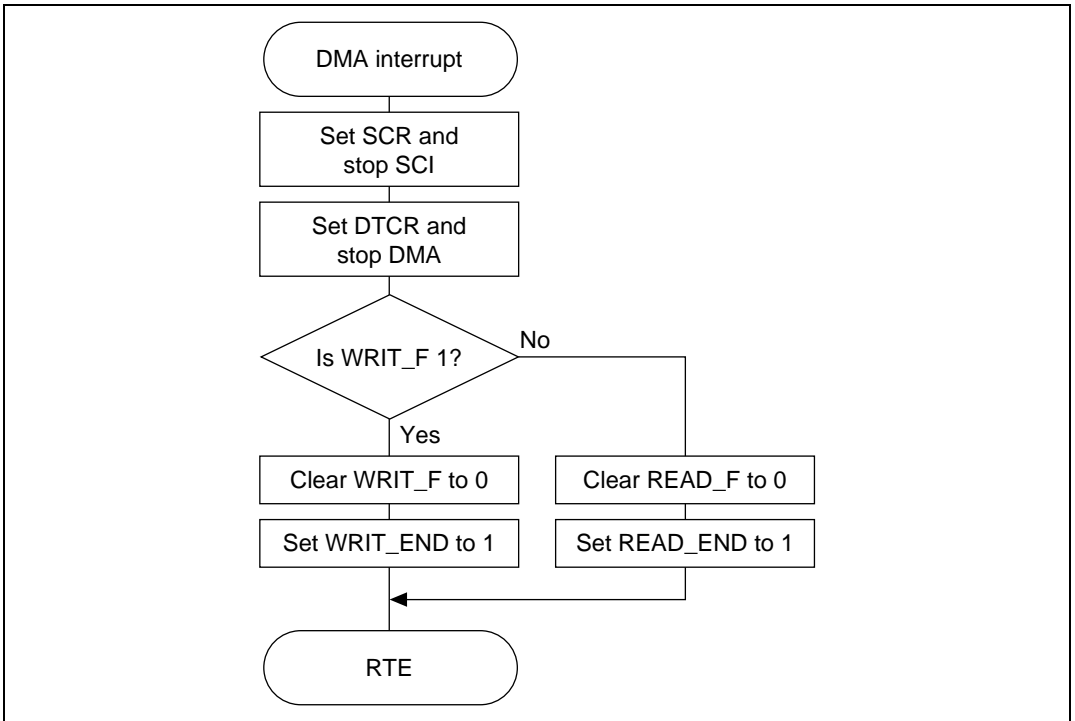 DMA interrupt
Set SCR and
stop SCI
Set DTCR and
stop DMA
Is WRIT_F 1?
No
Yes
Clear WRIT_F to 0
Clear READ_F to 0
Set WRIT_END to 1
Set READ_END to 1
RTE